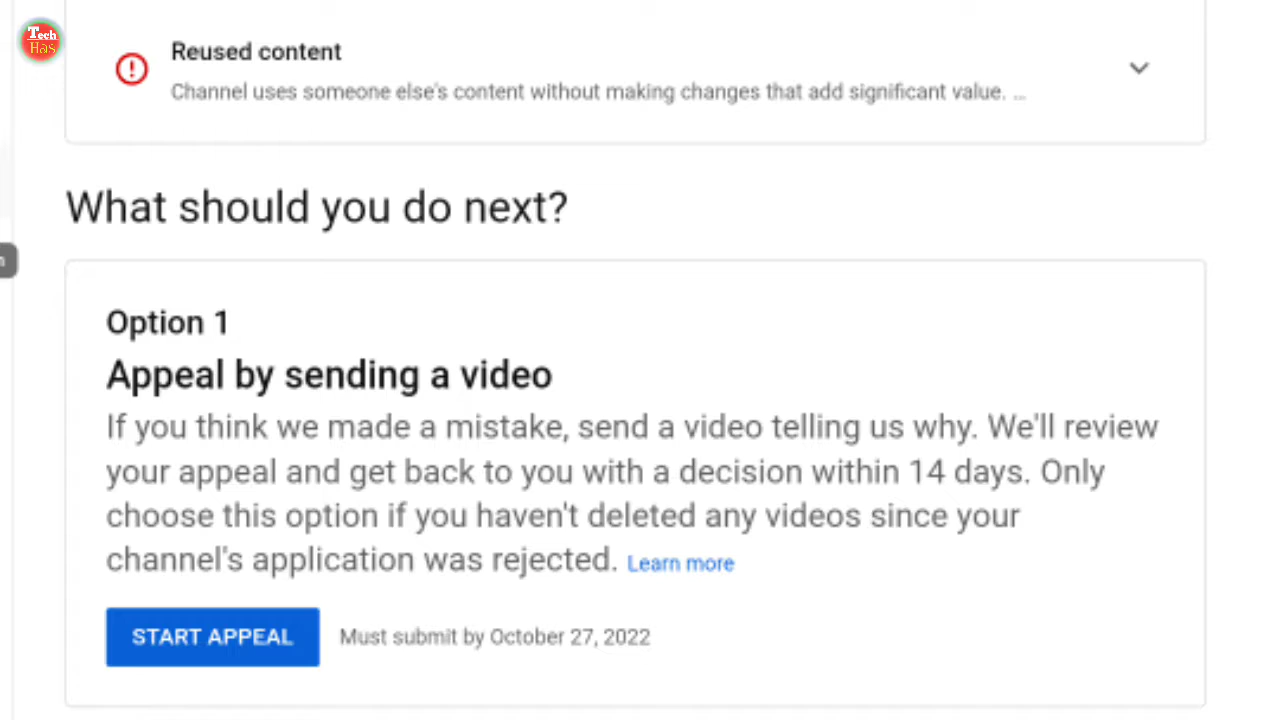 Tech
Has
Reused content
Channel uses someone else's content without making changes that add significant value. ...
What should you do next?
Option 1
Appeal by sending a video
If you think we made a mistake, send a video telling us why. We'll review
your appeal and get back to you with a decision within 14 days. Only
choose this option if you haven't deleted any videos since your
channel's application was rejected. Learn more
START APPEAL Must submit by October 27, 2022